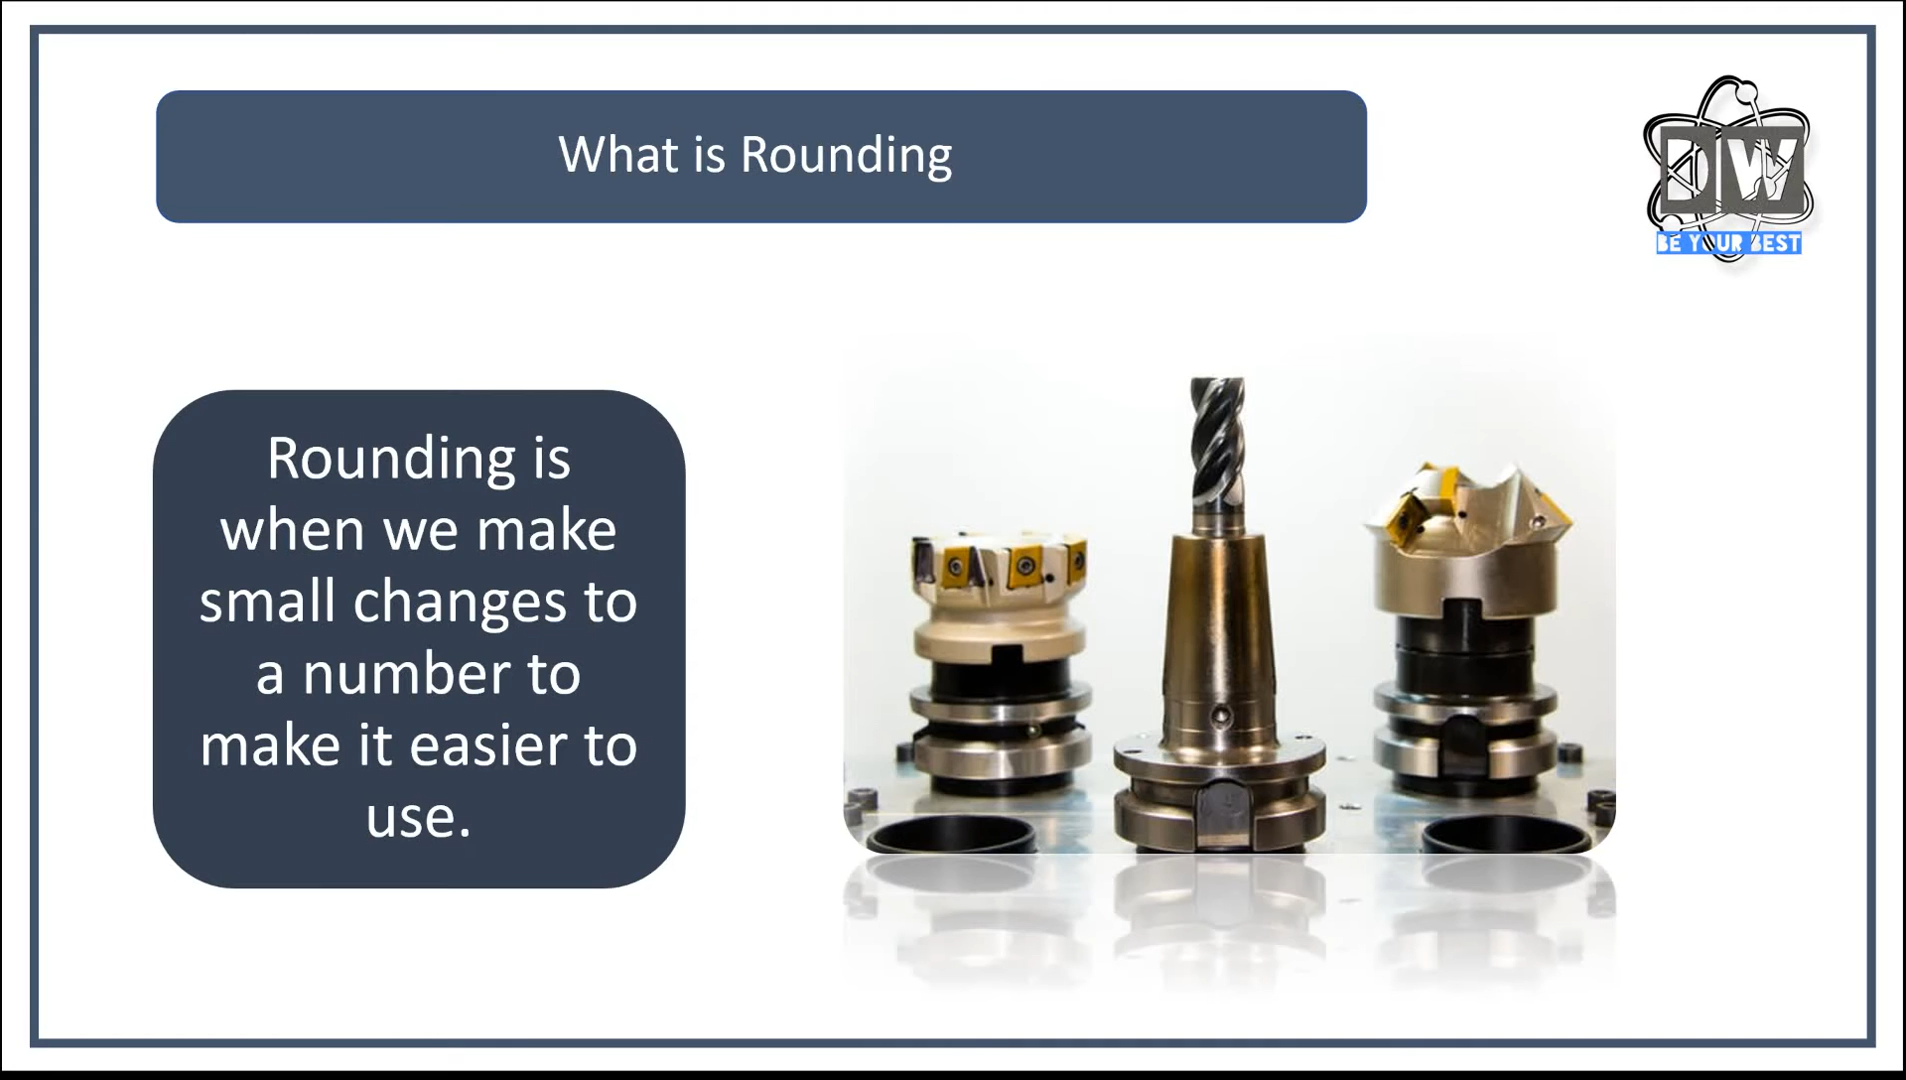 What is Rounding
DW
BE YOUR BEST
Rounding is
when we make
small changes to
a number to
make it easier to
use.